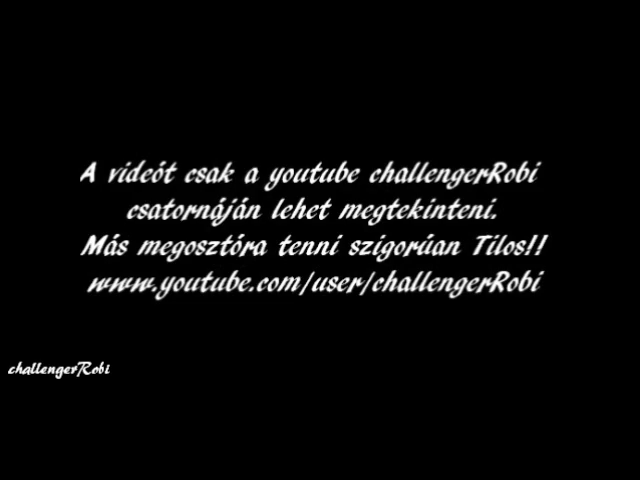 A videót csak a youtube challengerRobi
csatornáján lehet megtekinteni.
Más megosztóra tenni szigorúan Tilos!!
www.youtube.com/user/challengerRobi
challengerRobi